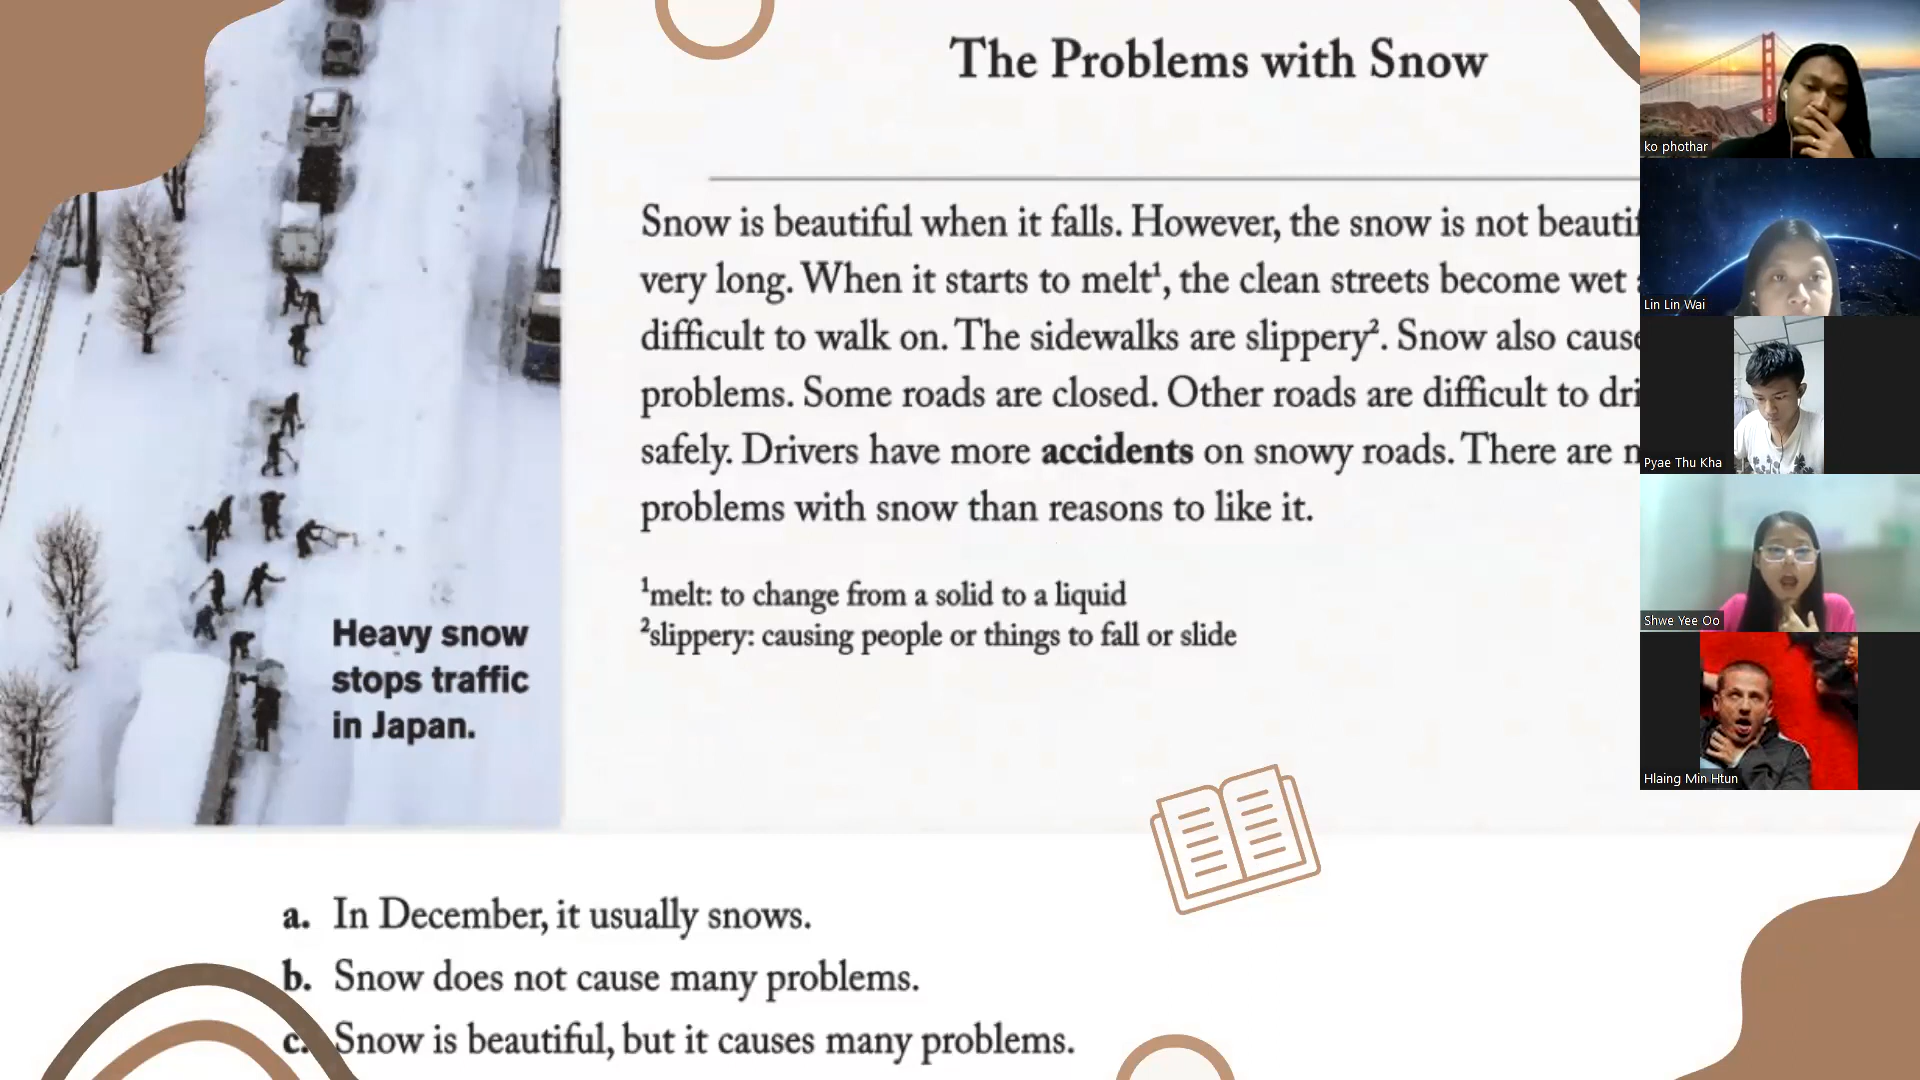 The Problems with Snow
Snow is beautiful when it falls. However, the snow is not
very long. When it starts to melt¹, the clean streets become wet
difficult to walk on. The sidewalks are slippery². Snow also
problems. Some roads are closed. Other roads are difficult to
safely. Drivers have more accidents on snowy roads. There are
problems with snow than reasons to like it.
¹melt: to change from a solid to a liquid
²slippery: causing people or things to fall or slide
Heavy snow
stops traffic
in Japan.
a. In December, it usually snows.
b. Snow does not cause many problems.
c. Snow is beautiful, but it causes many problems.
ko phothar
Lin Lin Wai
Pyae Thu Kha
Shwe Yee Oo
Hlaing Min Htun